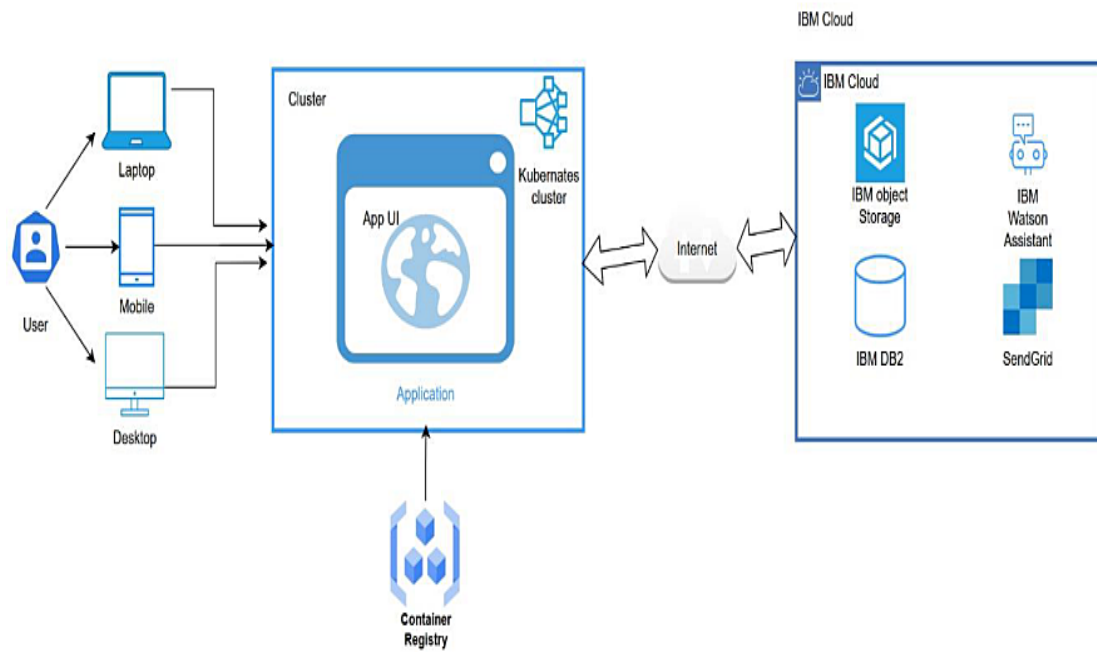 IBM Cloud
IBM Cloud
Cluster
Laptop
Kubernates
cluster
App UI
IBM object
Storage
IBM
Watson
Assistant
User
Mobile
Internet
Desktop
Application
IBM DB2
SendGrid
Container
Registry